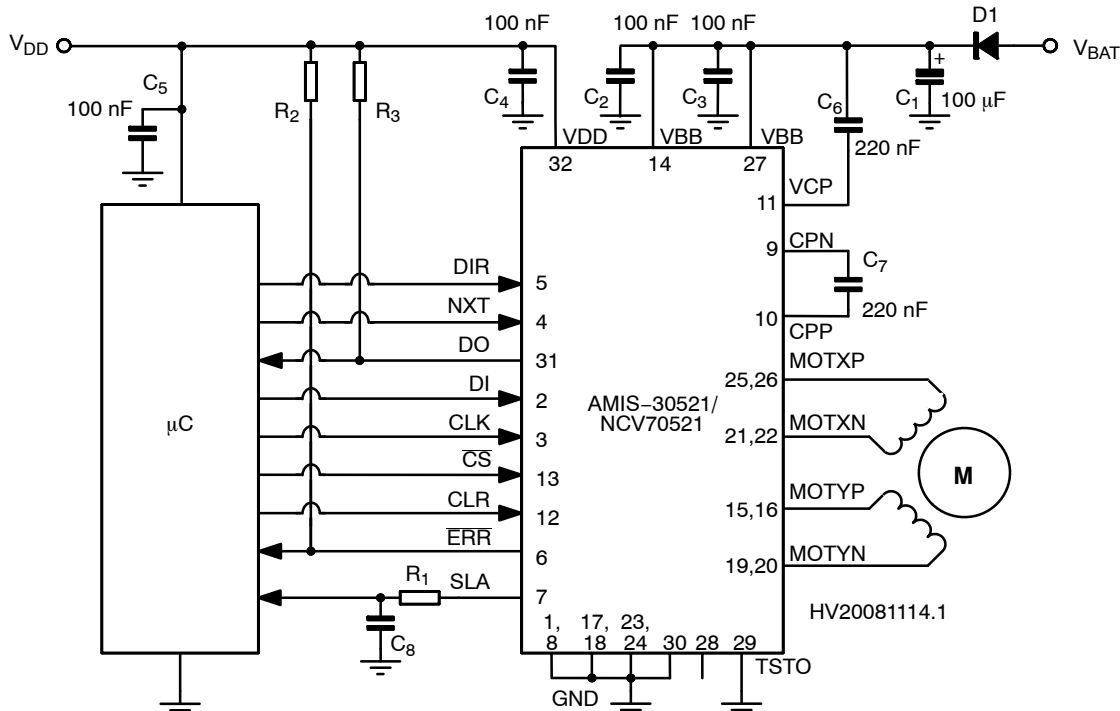 100 nF
100 nF 100 nF
D1
V_DD
V_BAT
C5
100 nF
R2
R3
C4
C2
C3
C6
C1
+
100 μF
220 nF
VDD
VBB
VBB
32
14
27
VCP
11
CPN
9
C7
220 nF
10
CPP
DIR
5
NXT
4
DO
31
DI
2
CLK
3
CS
13
CLR
12
ERR
6
R1
SLA
7
C8
μC
AMIS−30521/
NCV70521
MOTXP
25,26
MOTXN
21,22
MOTYP
15,16
MOTYN
19,20
M
HV20081114.1
1, 17, 23,
8 18 24 30 28 29
TSTO
GND